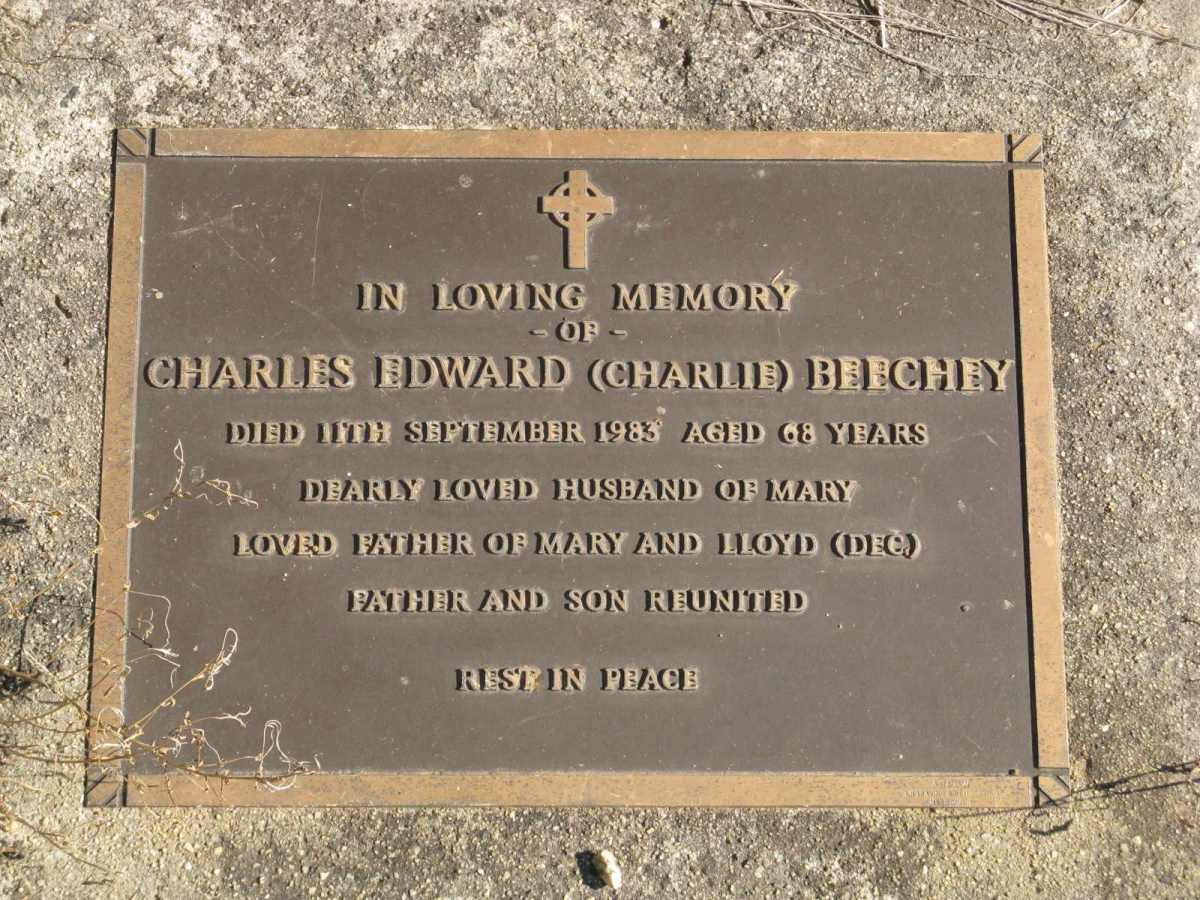 IN LOVING MEMORY
- OF -
CHARLES EDWARD (CHARLIE) BEECHEY
DIED 11TH SEPTEMBER 1983 AGED 68 YEARS
DEARLY LOVED HUSBAND OF MARY
LOVED FATHER OF MARY AND LLOYD (DEC.)
FATHER AND SON REUNITED
REST IN PEACE